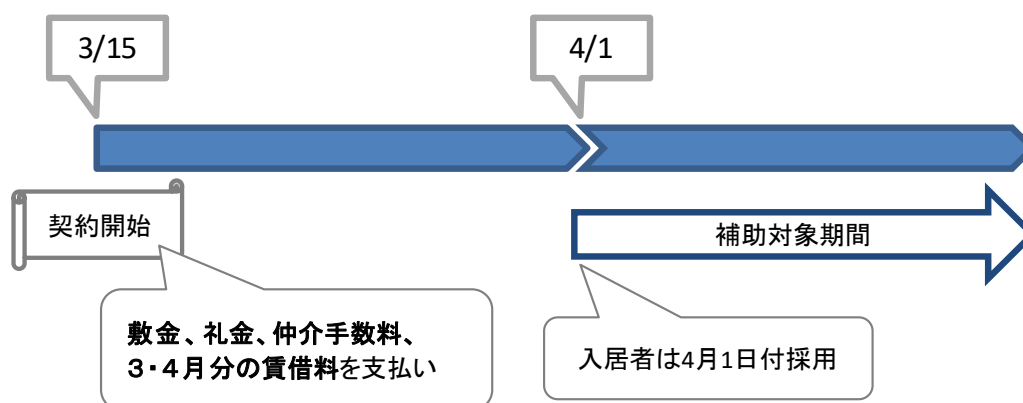 3/15
4/1
契約開始
補助対象期間
敷金、礼金、仲介手数料、
３・４月分の賃借料を支払い
入居者は4月1日付採用